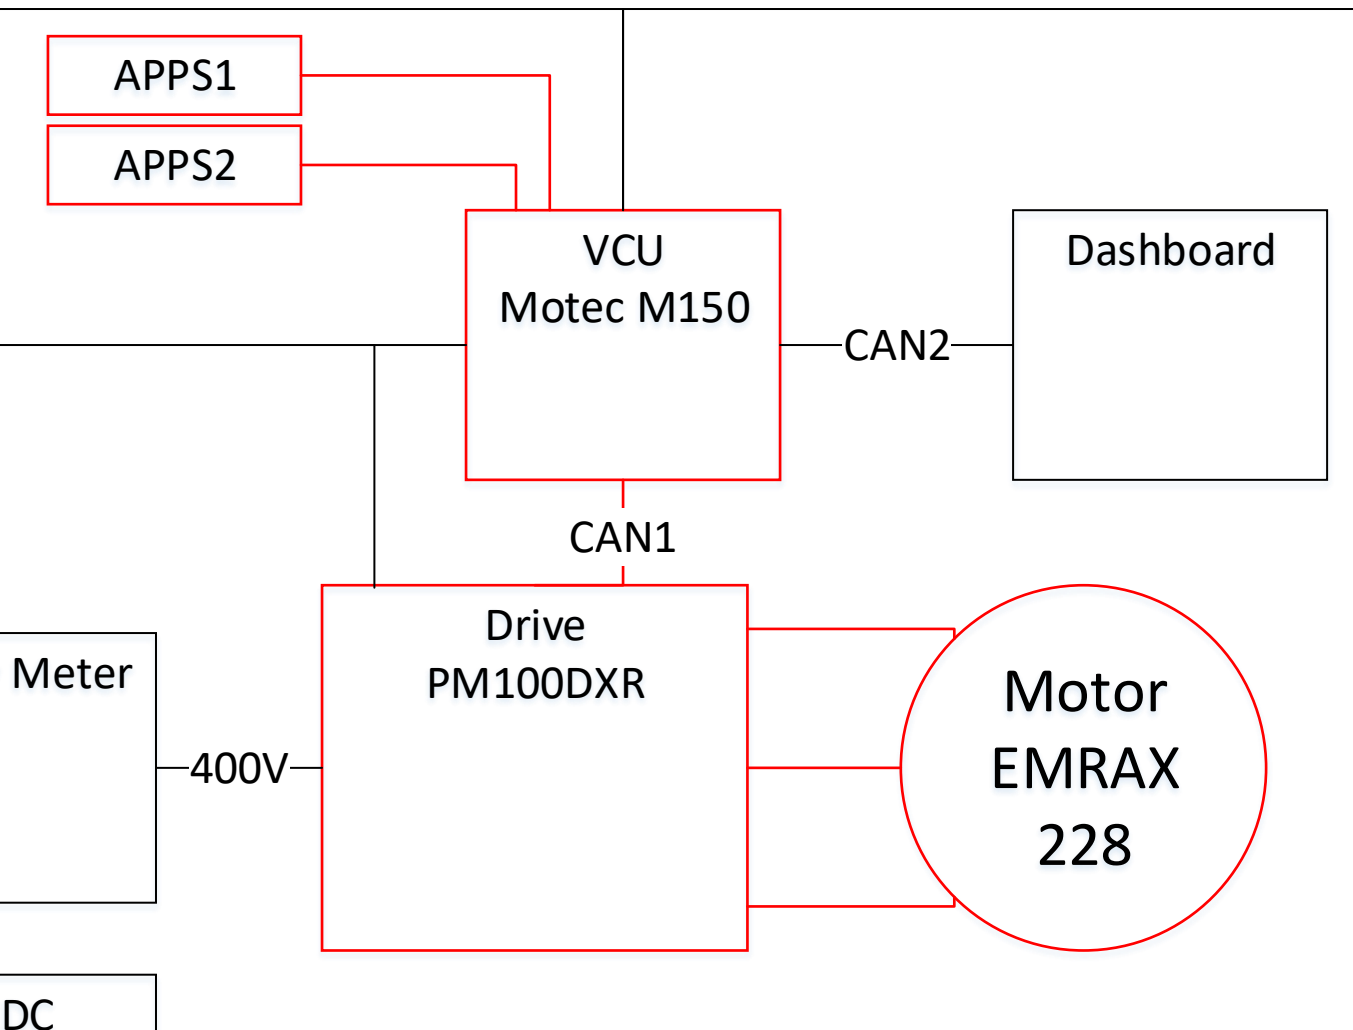 APPS1
APPS2
VCU
Motec M150
Dashboard
CAN2
CAN1
Drive
PM100DXR
Meter
400V
Motor
EMRAX
228
DC